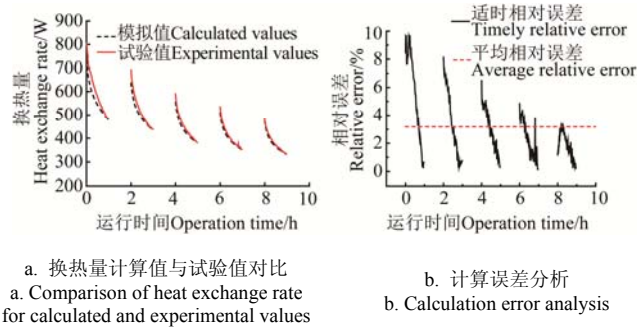 换热量
Heat exchange rate/W
900
800
700
600
500
400
300
200
模拟值Calculated values
试验值Experimental values
0 2 4 6 8 10
运行时间Operation time/h
a. 换热量计算值与试验值对比
a. Comparison of heat exchange rate
for calculated and experimental values
相对误差
Relative error/%
10
8
6
4
2
0
适时相对误差
Timely relative error
平均相对误差
Average relative error
0 2 4 6 8 10
运行时间Operation time/h
b. 计算误差分析
b. Calculation error analysis